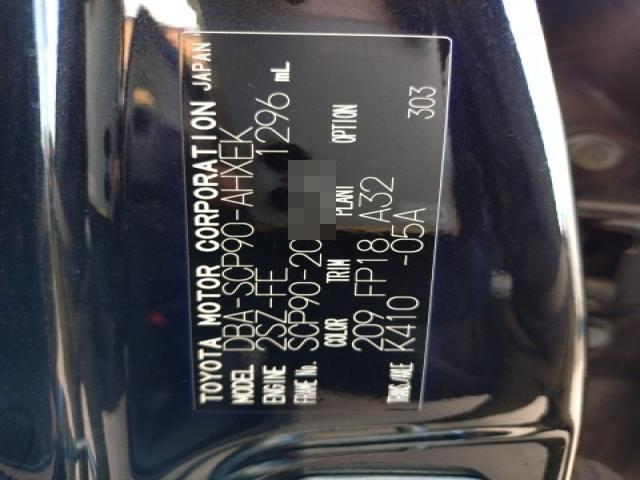 TOYOTA MOTOR CORPORATION JAPAN
MODEL DBA-SCP90-AHXEK
ENGINE 2SZ-FE 1296 mL
FRAME No. SCP90-20
COLOR TRIM PLANT OPTION
209 FP18 A32
TRANS./AXLE K410 -05A 303